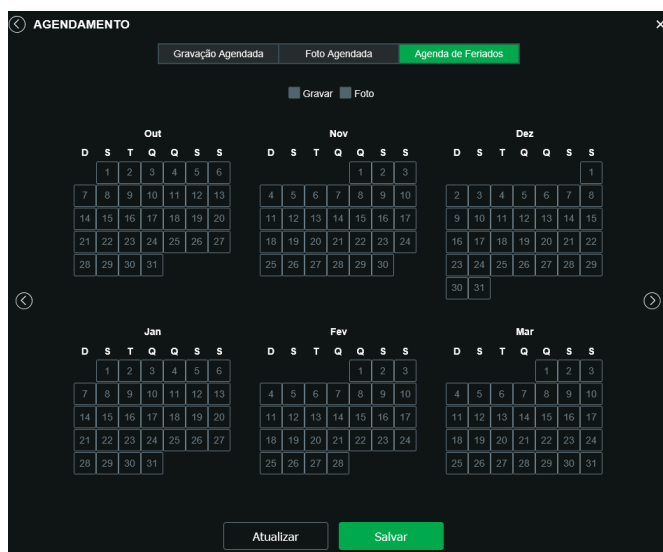 AGENDAMENTO
Gravação Agendada Foto Agendada Agenda de Feriados
Gravar Foto
Out
D S T Q Q S S
1 2 3 4 5 6
7 8 9 10 11 12 13
14 15 16 17 18 19 20
21 22 23 24 25 26 27
28 29 30 31
Nov
D S T Q Q S S
1 2 3
4 5 6 7 8 9 10
11 12 13 14 15 16 17
18 19 20 21 22 23 24
25 26 27 28 29 30
Dez
D S T Q Q S S
1
2 3 4 5 6 7 8
9 10 11 12 13 14 15
16 17 18 19 20 21 22
23 24 25 26 27 28 29
30 31
Jan
D S T Q Q S S
1 2 3 4 5 6
7 8 9 10 11 12 13
14 15 16 17 18 19 20
21 22 23 24 25 26 27
28 29 30 31
Fev
D S T Q Q S S
1 2 3
4 5 6 7 8 9 10
11 12 13 14 15 16 17
18 19 20 21 22 23 24
25 26 27 28
Mar
D S T Q Q S S
1 2 3
4 5 6 7 8 9 10
11 12 13 14 15 16 17
18 19 20 21 22 23 24
25 26 27 28 29 30 31
Atualizar Salvar